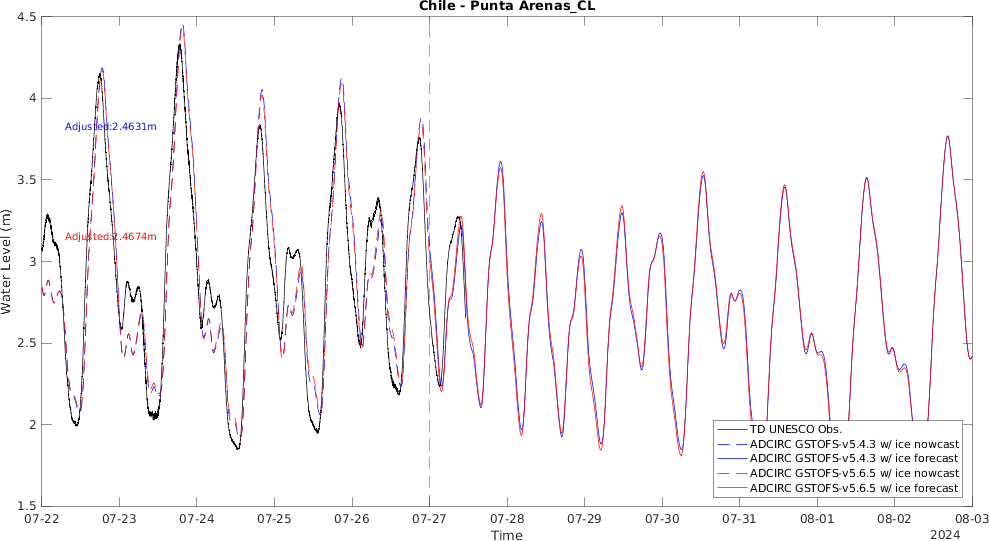 Chile - Punta Arenas_CL
Water Level (m)
4.5
4
3.5
3
2.5
2
1.5
Adjusted:2.4631m
Adjusted:2.4674m
TD UNESCO Obs.
ADCIRC GSTOFS-v5.4.3 w/ ice nowcast
ADCIRC GSTOFS-v5.4.3 w/ ice forecast
ADCIRC GSTOFS-v5.6.5 w/ ice nowcast
ADCIRC GSTOFS-v5.6.5 w/ ice forecast
07-22 07-23 07-24 07-25 07-26 07-27 07-28 07-29 07-30 07-31 08-01 08-02 08-03
Time
2024